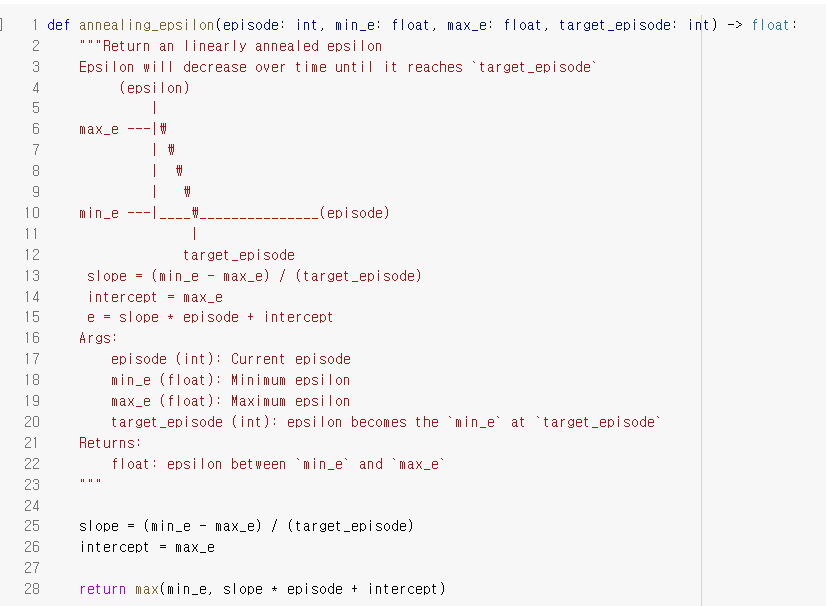 ] 1 def annealing_epsilon(episode: int, min_e: float, max_e: float, target_episode: int) -> float:
2     """Return an linearly annealed epsilon
3     Epsilon will decrease over time until it reaches `target_episode`
4          (epsilon)
5              |
6     max_e ---|₩
7              | ₩
8              |  ₩
9              |   ₩
10     min_e ---|____₩_______________(episode)
11                   |
12                  target_episode
13      slope = (min_e - max_e) / (target_episode)
14      intercept = max_e
15      e = slope * episode + intercept
16     Args:
17         episode (int): Current episode
18         min_e (float): Minimum epsilon
19         max_e (float): Maximum epsilon
20         target_episode (int): epsilon becomes the `min_e` at `target_episode`
21     Returns:
22         float: epsilon between `min_e` and `max_e`
23     """
24
25     slope = (min_e - max_e) / (target_episode)
26     intercept = max_e
27
28     return max(min_e, slope * episode + intercept)